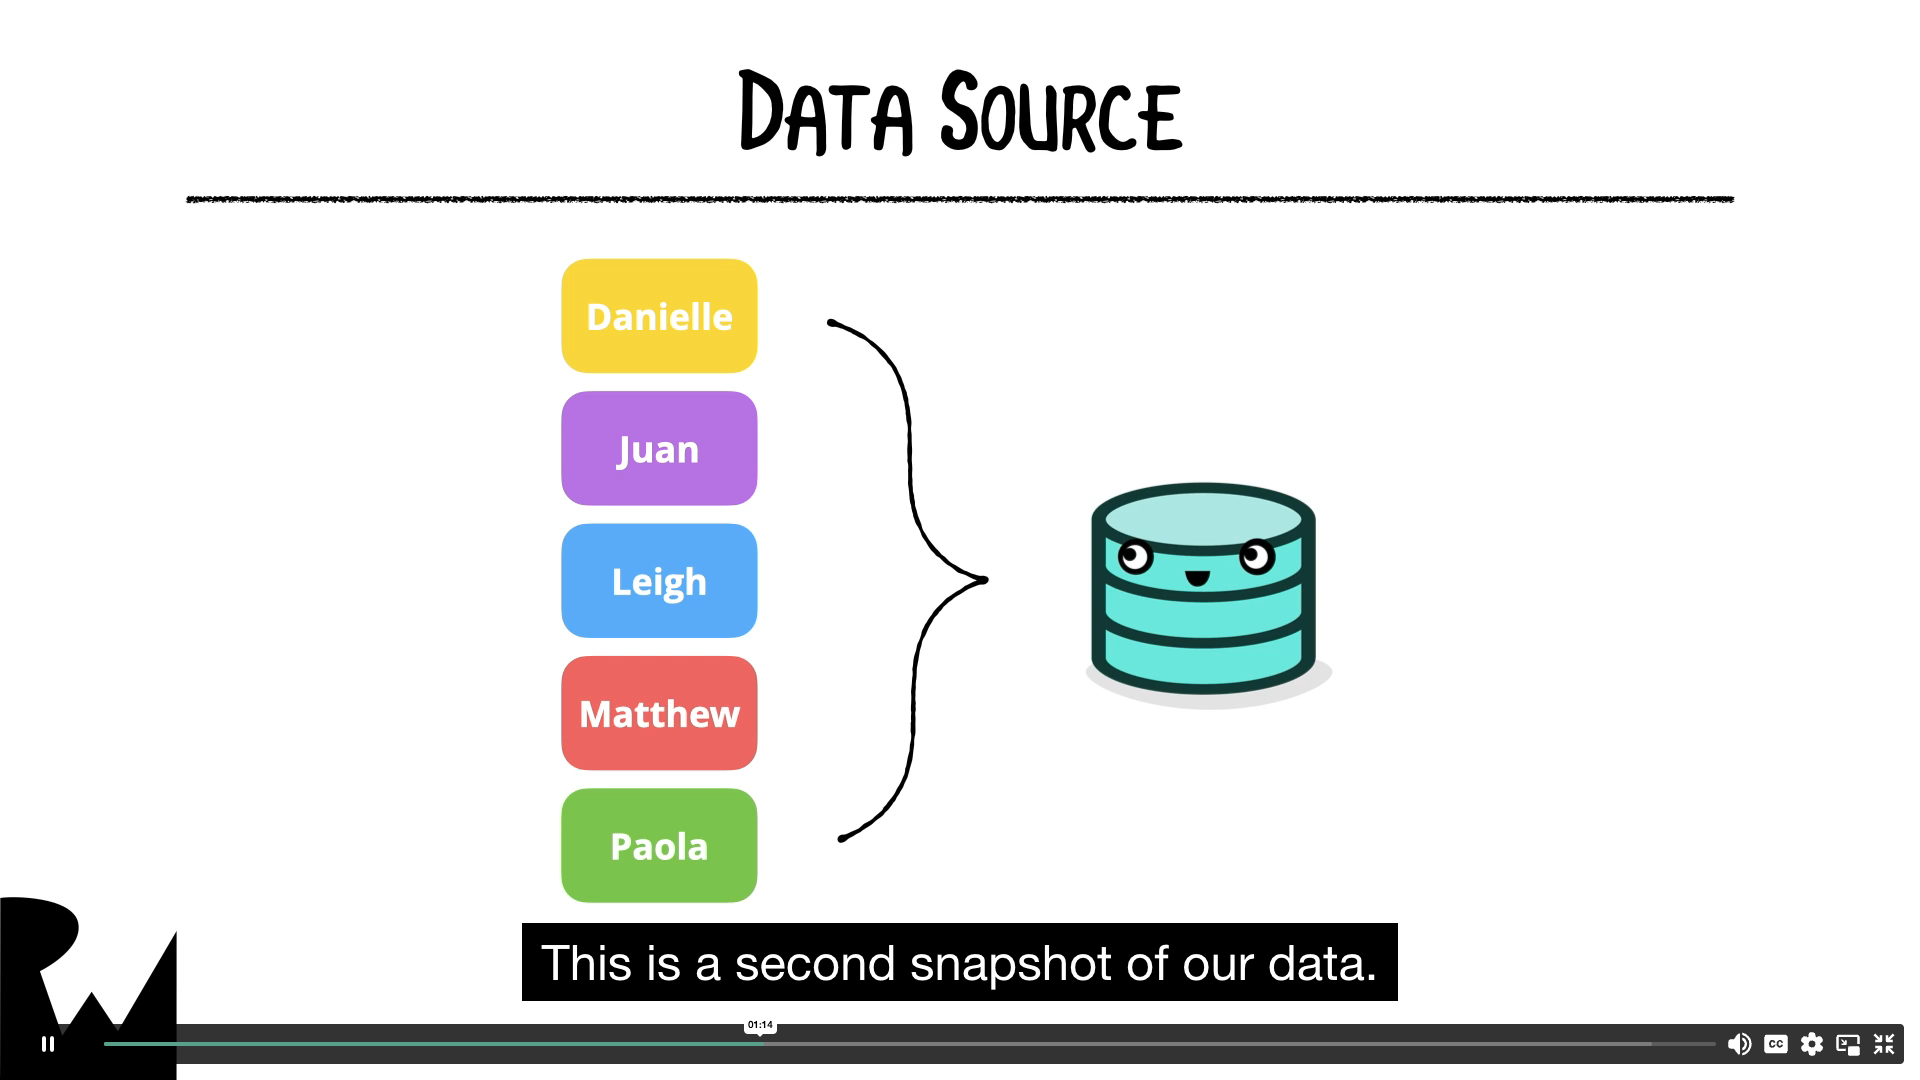 DATA SOURCE
Danielle
Juan
Leigh
Matthew
Paola
This is a second snapshot of our data.
01:14
CC